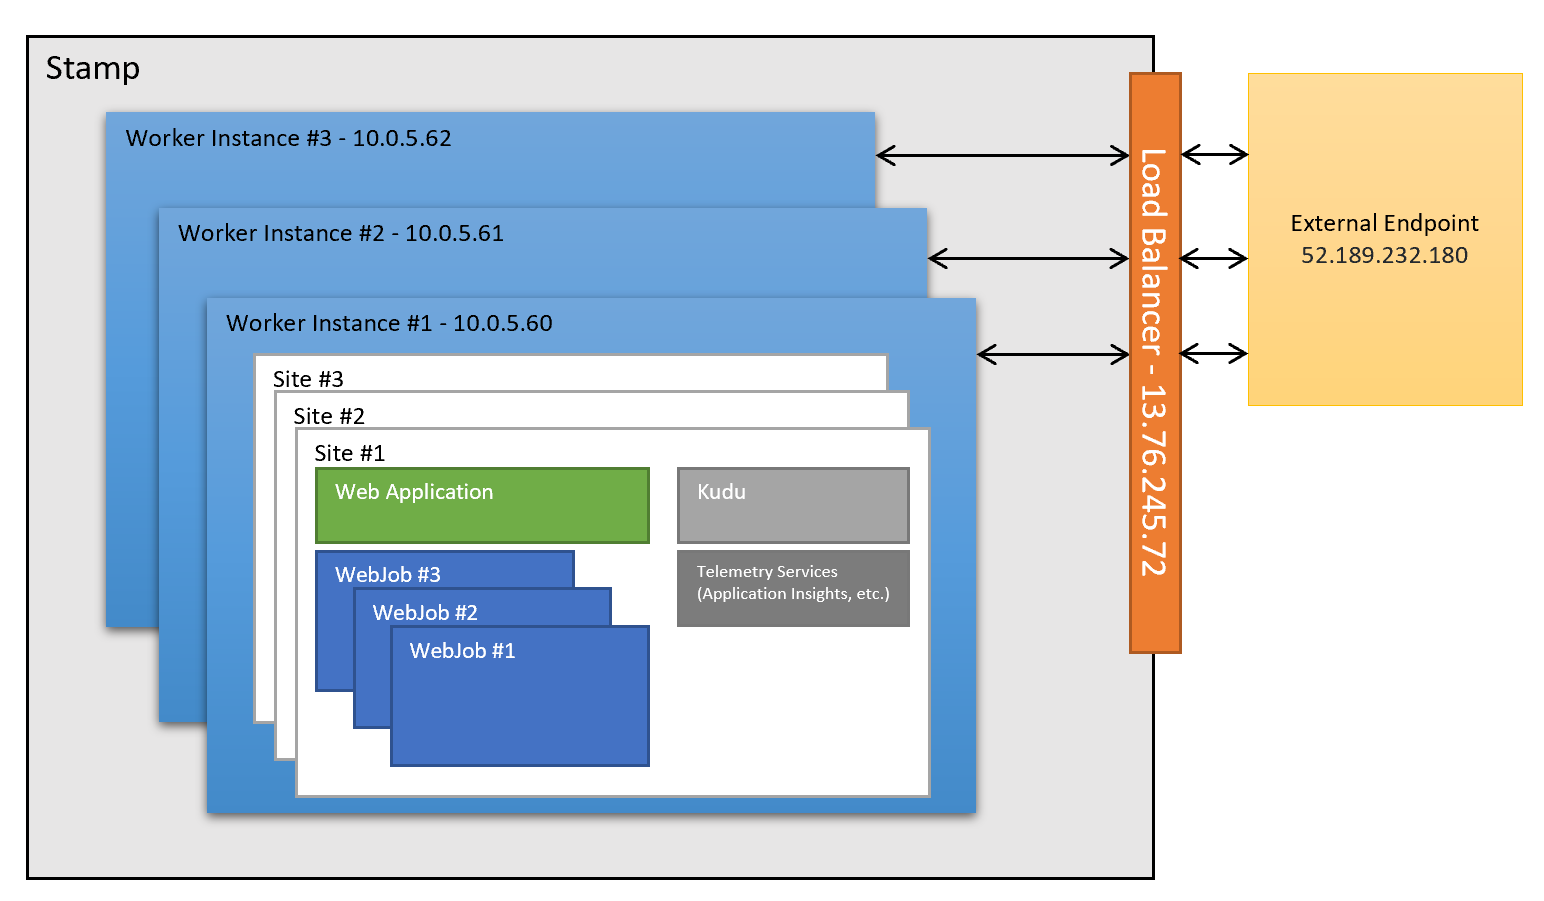 Stamp
Worker Instance #3 - 10.0.5.62
Worker Instance #2 - 10.0.5.61
Worker Instance #1 - 10.0.5.60
Site #3
Site #2
Site #1
Web Application
Kudu
WebJob #3
WebJob #2
WebJob #1
Telemetry Services
(Application Insights, etc.)
Load Balancer - 13.76.245.72
External Endpoint
52.189.232.180